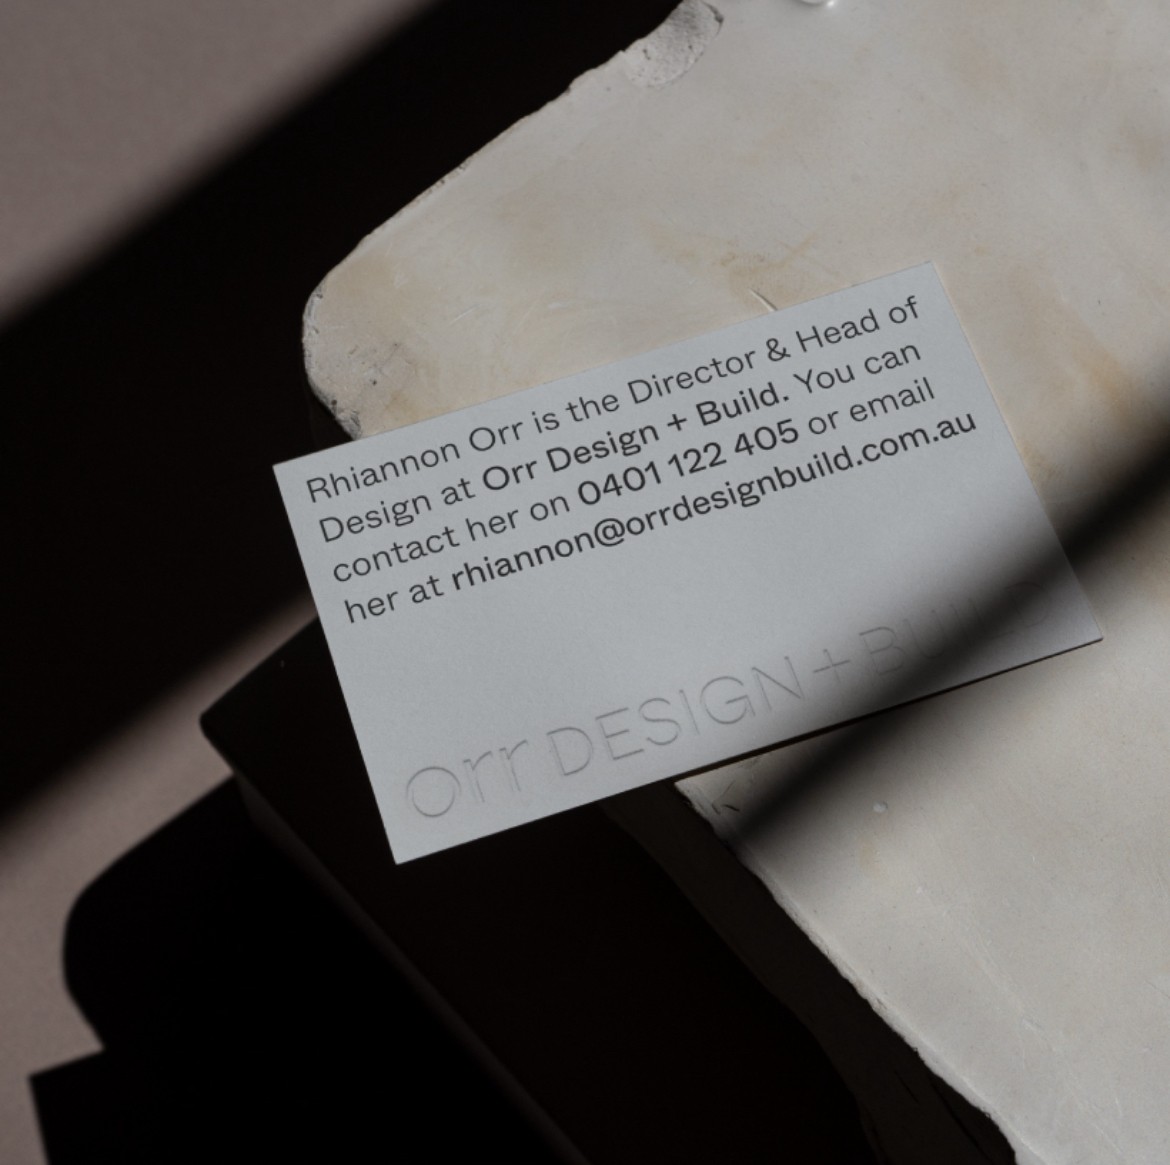 Rhiannon Orr is the Director & Head of
Design at Orr Design + Build. You can
contact her on 0401 122 405 or email
her at rhiannon@orrdesignbuild.com.au
Orr DESIGN + BUILD